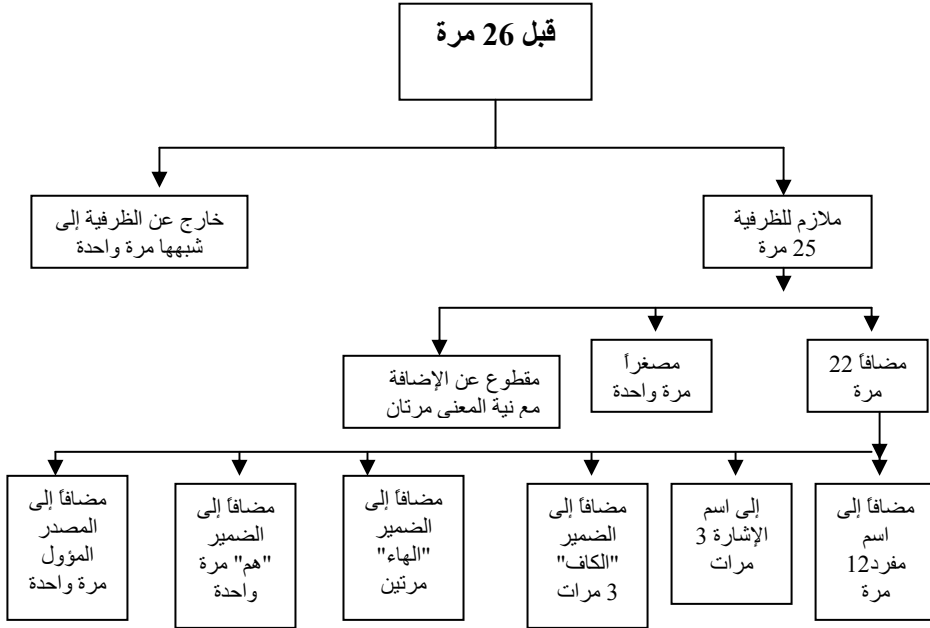 قبل 26 مرة
ملازم للظرفية
25 مرة
خارج عن الظرفية إلى
شبهها مرة واحدة
مضافاً 22
مرة
مصغراً
مرة واحدة
مقطوع عن الإضافة
مع نية المعنى مرتان
مضافاً إلى
اسم
مفرد12
مرة
إلى اسم
الإشارة 3
مرات
مضافاً إلى
الضمير
"الكاف"
3 مرات
مضافاً إلى
الضمير
"الهاء"
مرتين
مضافاً إلى
الضمير
"هم" مرة
واحدة
مضافاً إلى
المصدر
المؤول
مرة واحدة